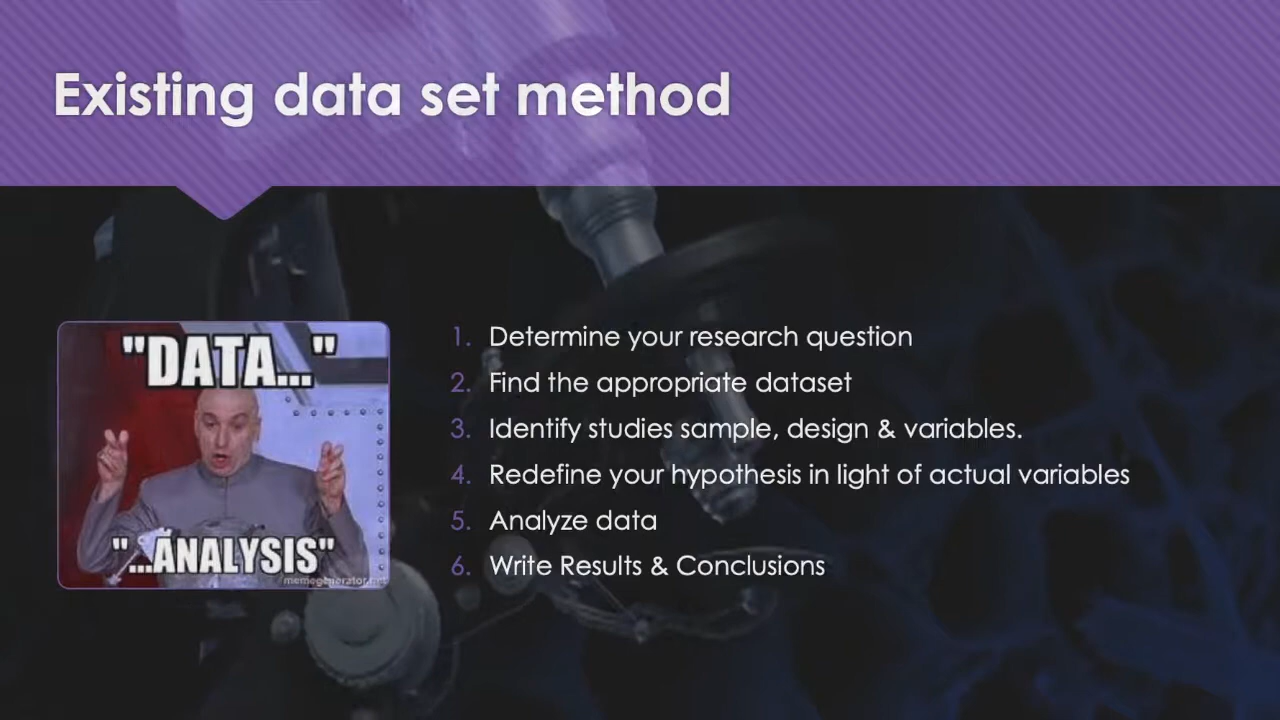 Existing data set method
"DATA..."
"...ANALYSIS"
memegenerator.net
1. Determine your research question
2. Find the appropriate dataset
3. Identify studies sample, design & variables.
4. Redefine your hypothesis in light of actual variables
5. Analyze data
6. Write Results & Conclusions